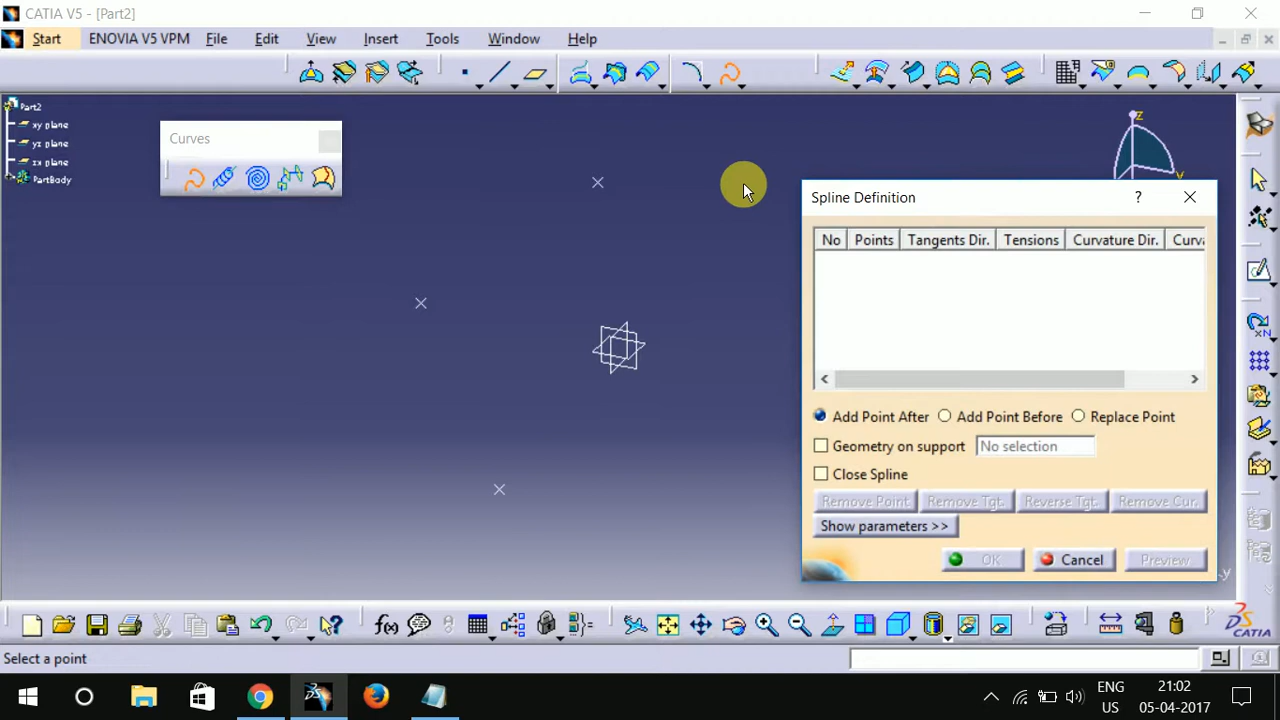 CATIA V5 - [Part2]
Start ENOVIA V5 VPM File Edit View Insert Tools Window Help
Part2
xy plane
yz plane
zx plane
PartBody
Curves
z
y
Spline Definition ?
No Points Tangents Dir. Tensions Curvature Dir. Curva
Add Point After Add Point Before Replace Point
Geometry on support No selection
Close Spline
Remove Point Remove Tgt. Reverse Tgt. Remove Cur.
Show parameters >>
OK Cancel Preview
y
f(x)
CATIA
Select a point
ENG 21:02
US 05-04-2017